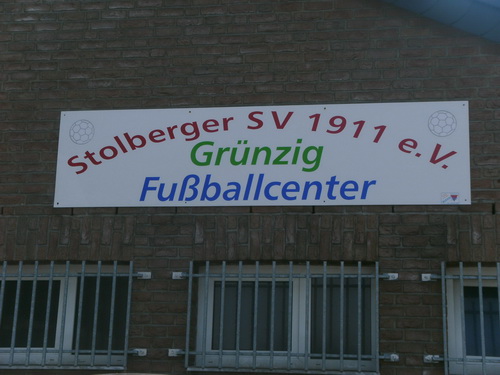 Stolberger SV 1911 e.V.
Grünzig
Fußballcenter